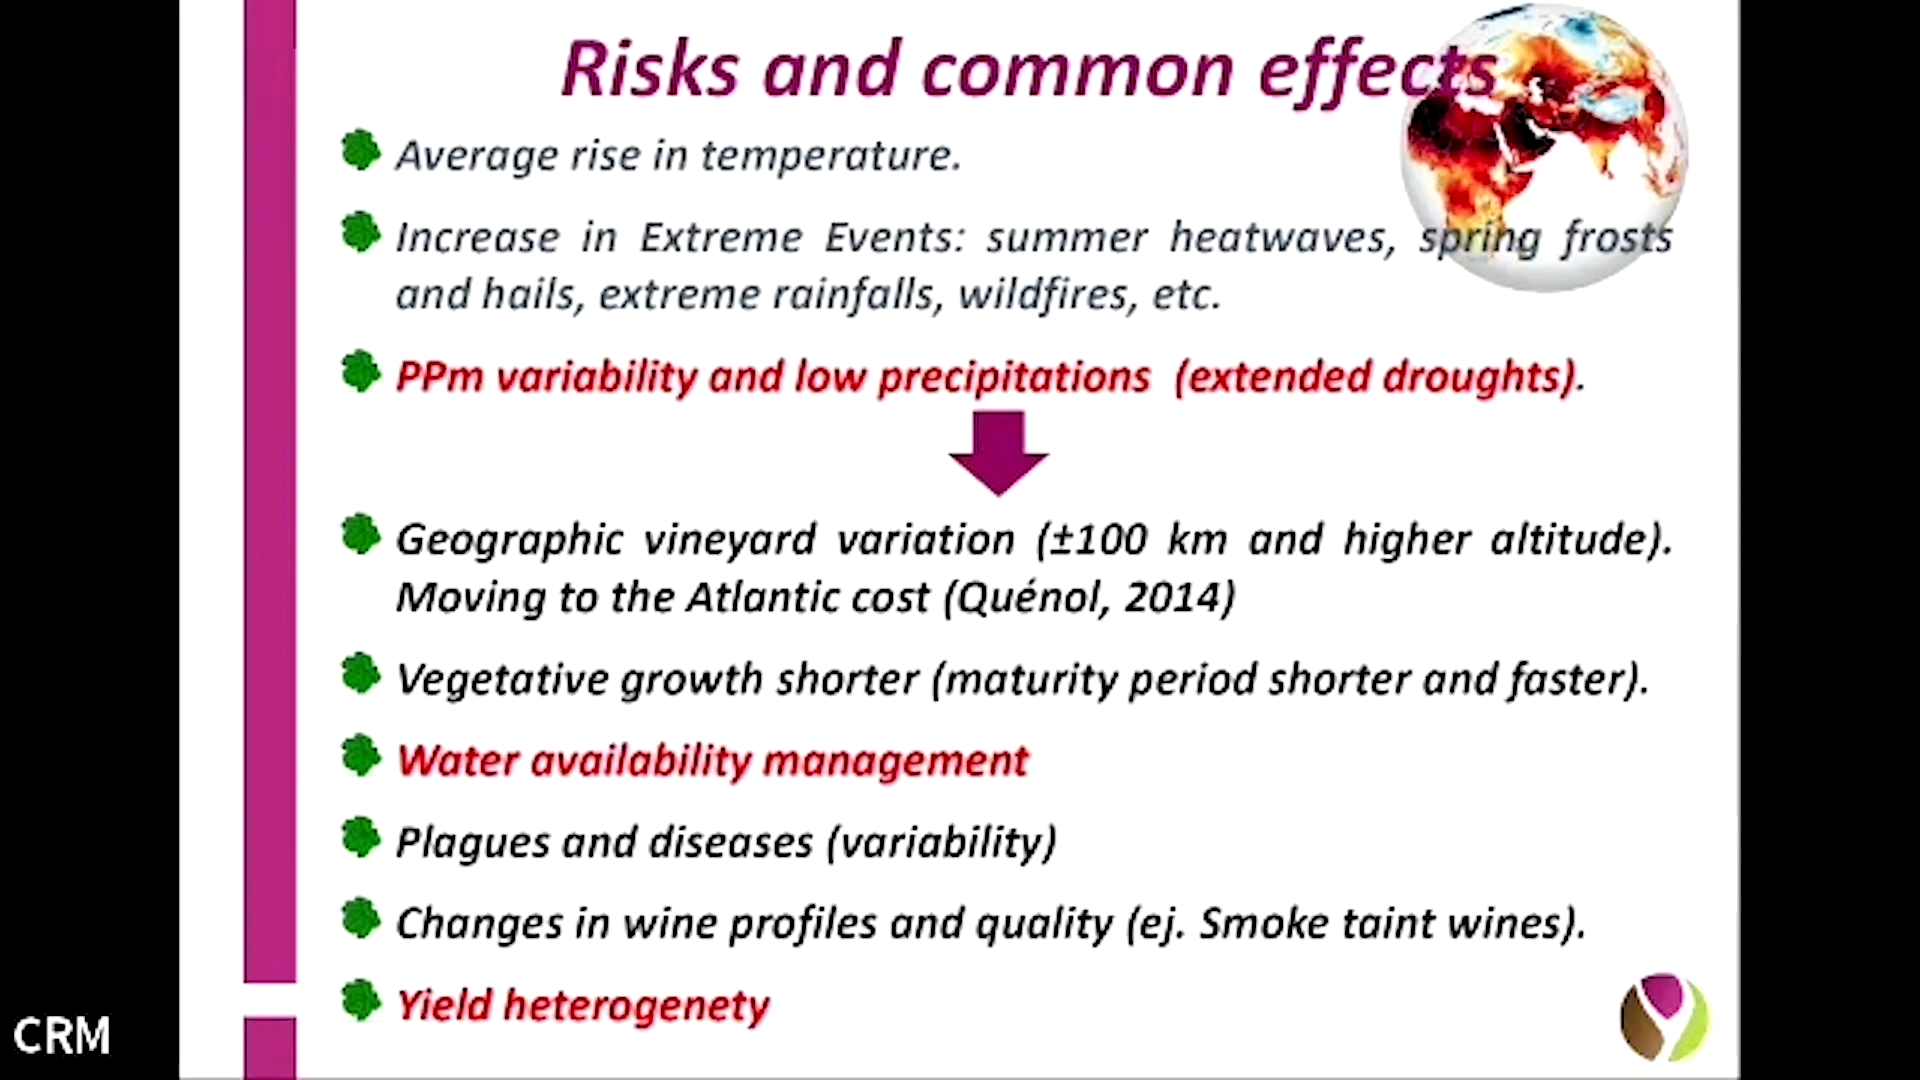 Risks and common effects
Average rise in temperature.
Increase in Extreme Events: summer heatwaves, spring frosts
and hails, extreme rainfalls, wildfires, etc.
PPm variability and low precipitations (extended droughts).
Geographic vineyard variation (±100 km and higher altitude).
Moving to the Atlantic cost (Quénol, 2014)
Vegetative growth shorter (maturity period shorter and faster).
Water availability management
Plagues and diseases (variability)
Changes in wine profiles and quality (ej. Smoke taint wines).
Yield heterogenety
CRM